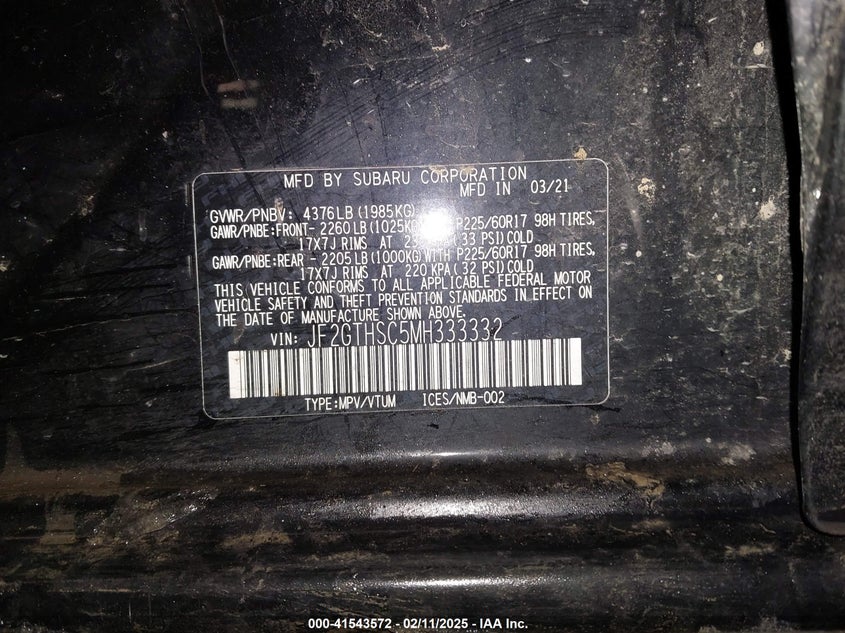 MFD BY SUBARU CORPORATION
MFD IN 03/21
GVWR/PNBV: 4376LB(1985KG)
GAWR/PNBE:FRONT- 2260LB(1025K P225/60R17 98H TIRES,
17X7J RIMS AT (33 PSI)COLD
GAWR/PNBE:REAR - 2205LB(1000KG)WITH P225/60R17 98H TIRES,
17X7J RIMS AT 220 KPA(32 PSI)COLD
THIS VEHICLE CONFORMS TO ALL APPLICABLE FEDERAL MOTOR
VEHICLE SAFETY AND THEFT PREVENTION STANDARDS IN EFFECT ON
THE DATE OF MANUFACTURE SHOWN ABOVE.
VIN: JF2GTHSC5MH333332
TYPE:MPV/VTUM ICES/NMB-002
000-41543572 - 02/11/2025 - IAA Inc.